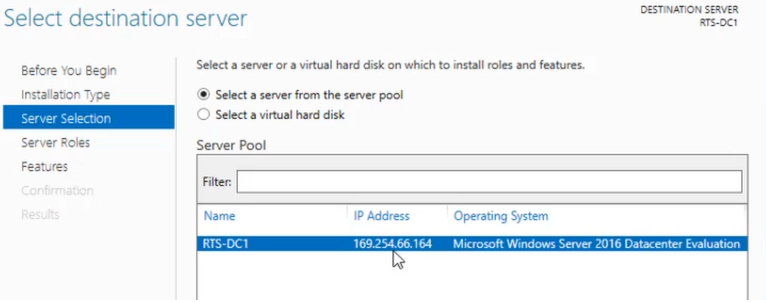 Select destination server
DESTINATION SERVER
RTS-DC1
Before You Begin
Installation Type
Server Selection
Server Roles
Features
Confirmation
Results
Select a server or a virtual hard disk on which to install roles and features.
Select a server from the server pool
Select a virtual hard disk
Server Pool
Filter:
Name IP Address Operating System
RTS-DC1 169.254.66.164 Microsoft Windows Server 2016 Datacenter Evaluation